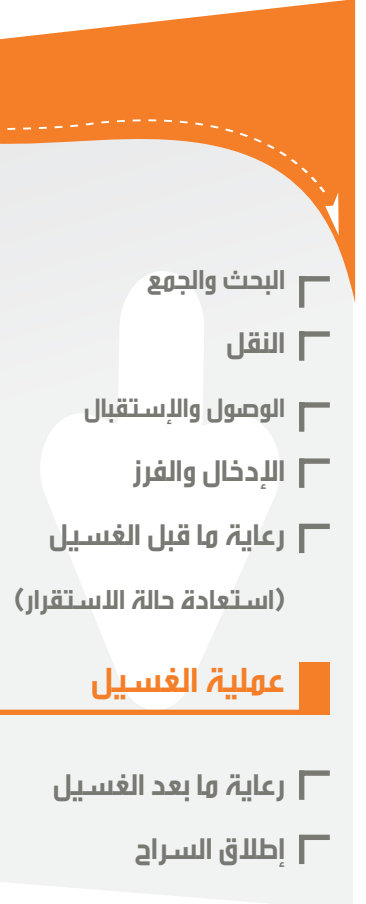 البحث والجمع
النقل
الوصول والإستقبال
الإدخال والفرز
رعاية ما قبل الغسيل
(استعادة حالة الاستقرار)
عملية الغسيل
رعاية ما بعد الغسيل
إطلاق السراح